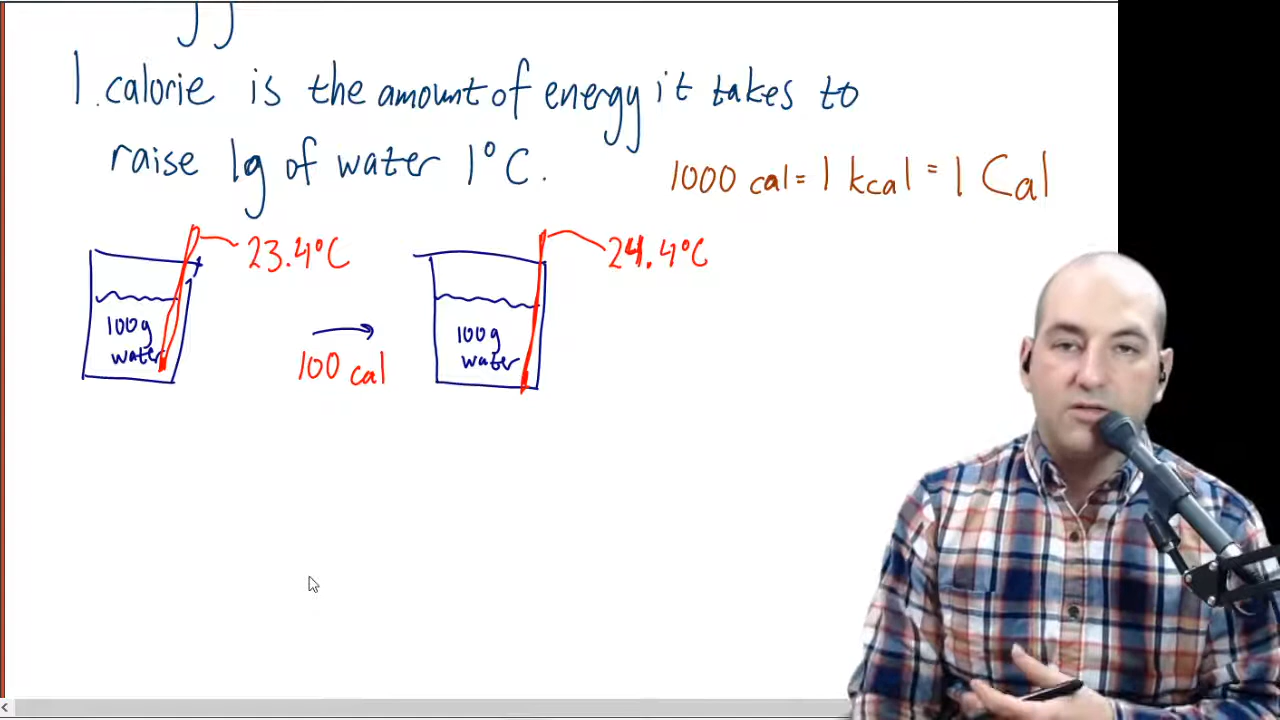 1 calorie is the amount of energy it takes to
raise 1g of water 1°C.
1000 cal = 1 kcal = 1 Cal
23.4°C
24.4°C
100g
water
100 cal
100g
water